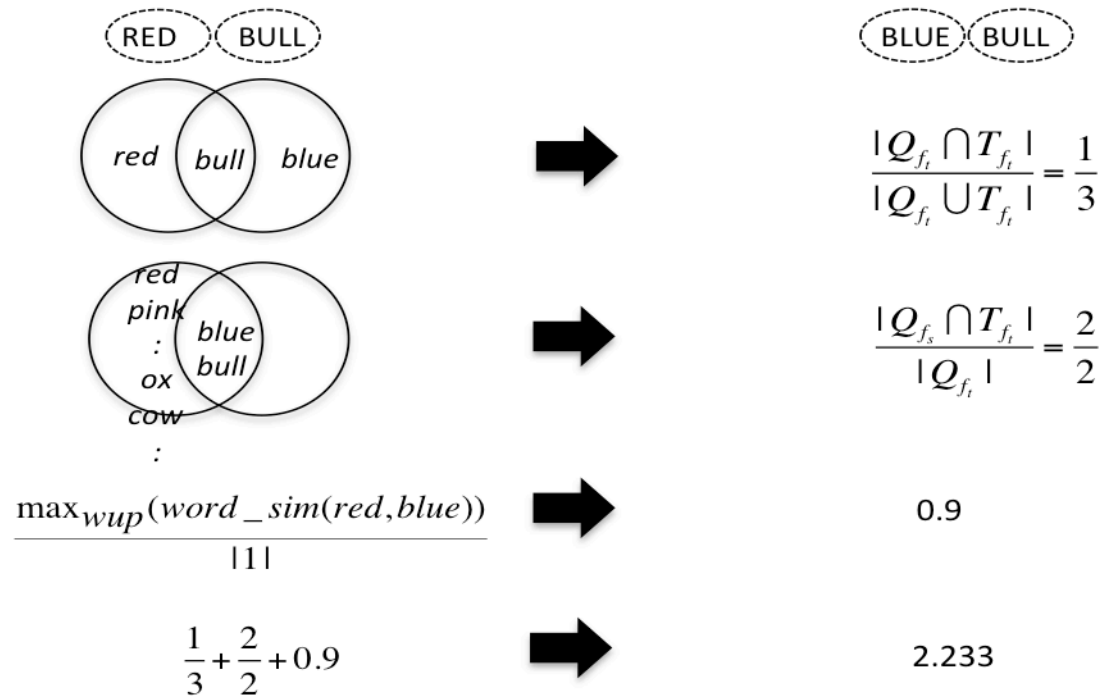 RED BULL BLUE BULL
red bull blue
|Q_{f_t} ⋂ T_{f_t}| / |Q_{f_t} ⋃ T_{f_t}| = 1/3
red
pink
:
ox
cow
:
blue
bull
|Q_{f_s} ⋂ T_{f_t}| / |Q_{f_t}| = 2/2
max_{wup}(word_sim(red,blue)) / |1|
0.9
1/3 + 2/2 + 0.9
2.233